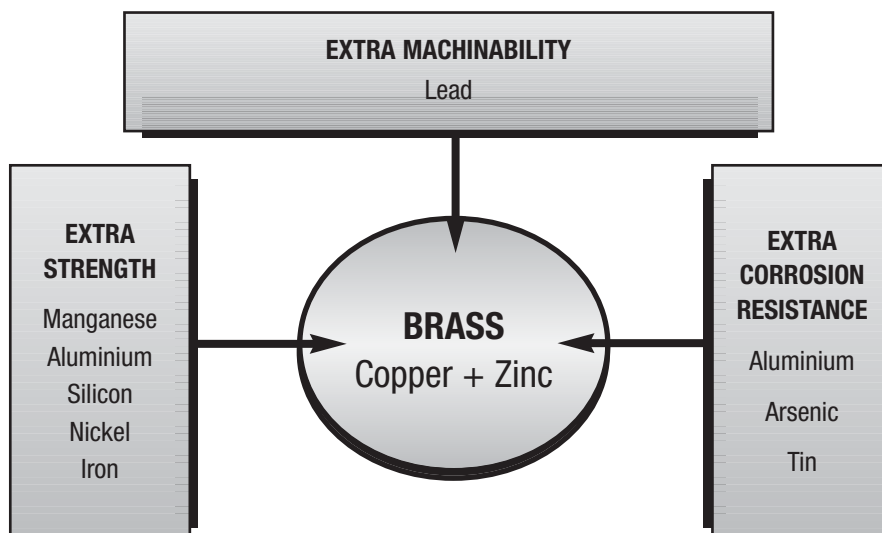 EXTRA MACHINABILITY
Lead
EXTRA
STRENGTH
Manganese
Aluminium
Silicon
Nickel
Iron
BRASS
Copper + Zinc
EXTRA
CORROSION
RESISTANCE
Aluminium
Arsenic
Tin